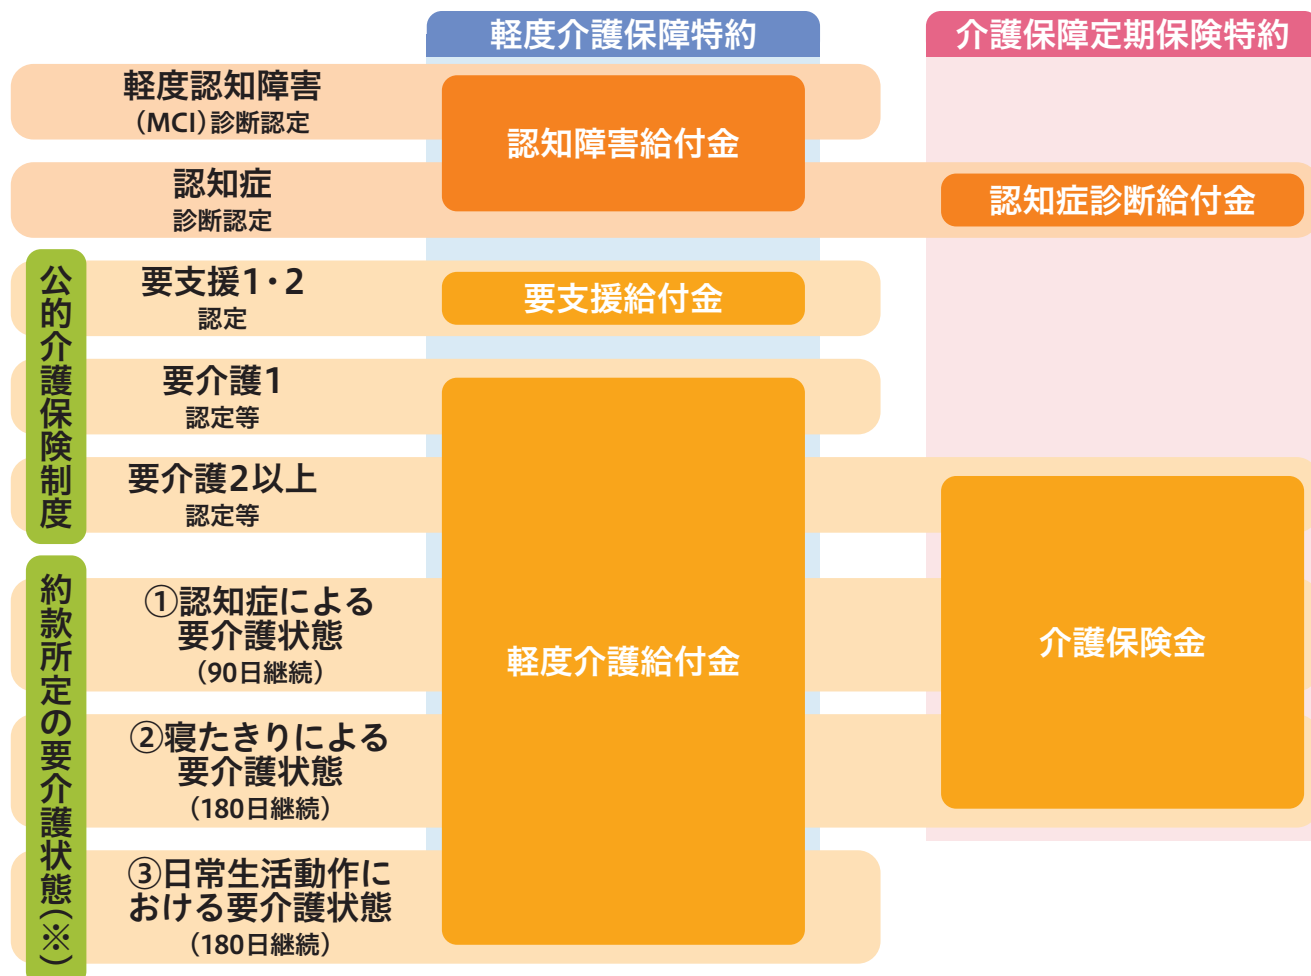 軽度介護保障特約
介護保障定期保険特約
軽度認知障害
（MCI）診断認定
認知障害給付金
認知症
診断認定
認知症診断給付金
公的介護保険制度
要支援1・2
認定
要支援給付金
要介護1
認定等
要介護2以上
認定等
約款所定の要介護状態（※）
①認知症による
要介護状態
（90日継続）
軽度介護給付金
介護保険金
②寝たきりによる
要介護状態
（180日継続）
③日常生活動作に
おける要介護状態
（180日継続）